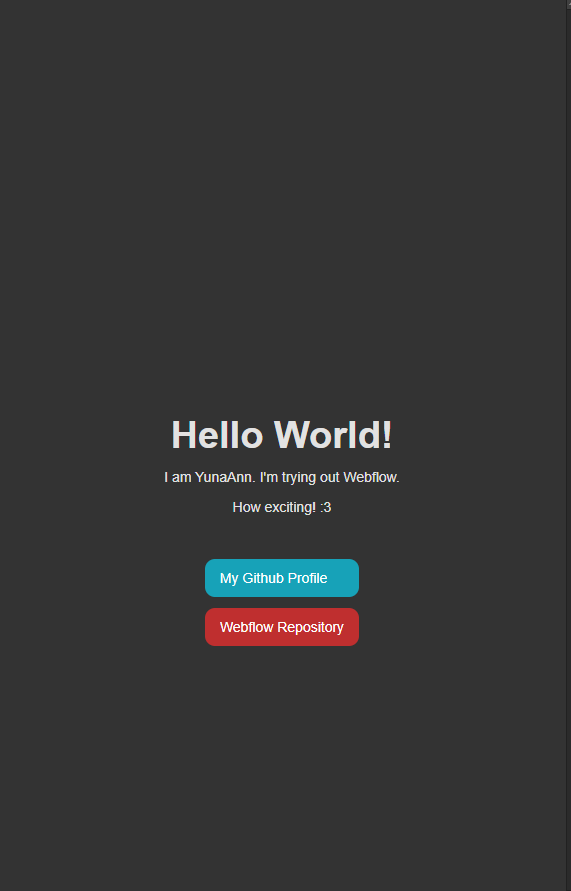 Hello World!
I am YunaAnn. I'm trying out Webflow.
How exciting! :3
My Github Profile
Webflow Repository